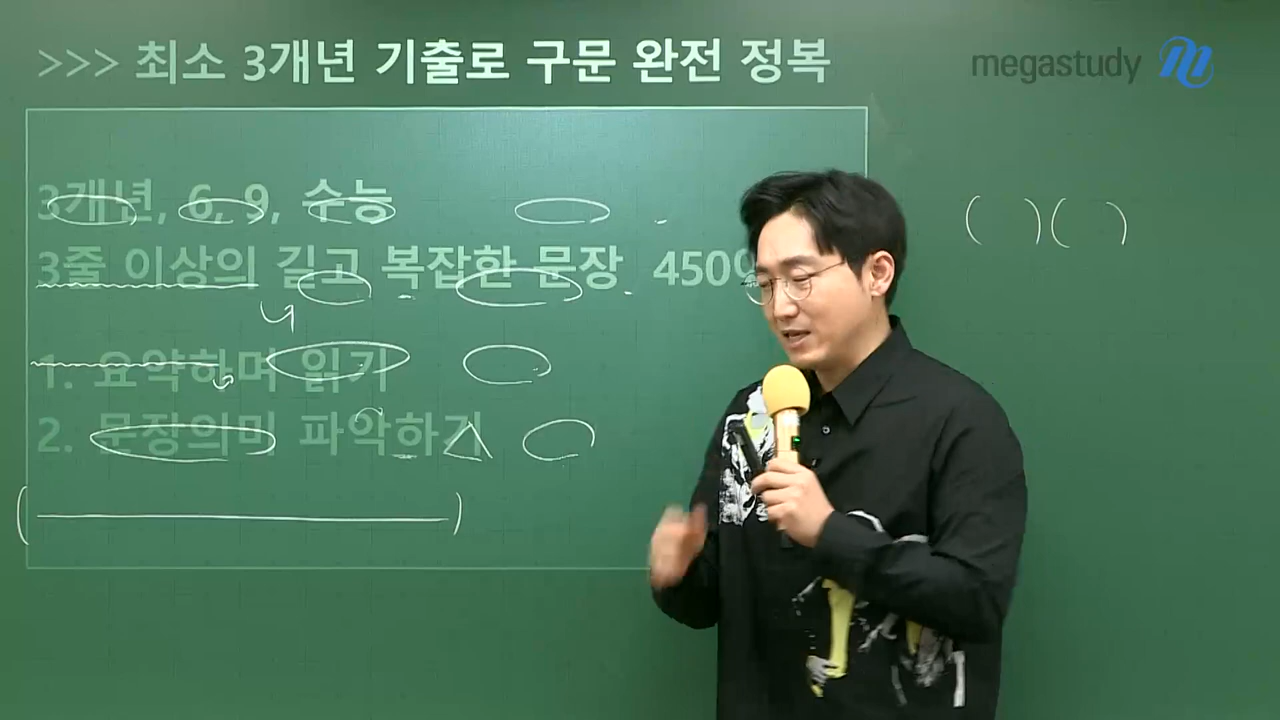 >>> 최소 3개년 기출로 구문 완전 정복
megastudy
3개년, 6, 9, 수능
3줄 이상의 길고 복잡한 문장 450
1. 요약하며 읽기
2. 문장의미 파악하기